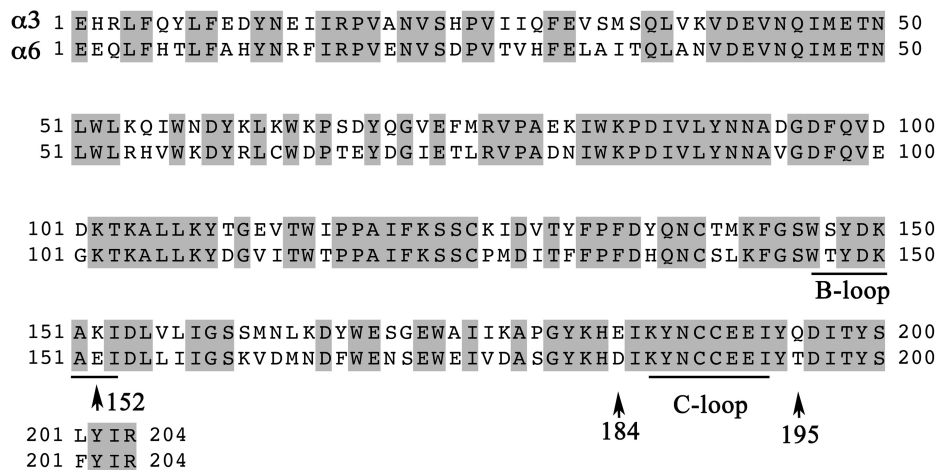 α3 1 EHRLFQYLFEDYNEIIRPVANVSHPVIIQFEVSMSQLVKVDEVNQIMETN 50
α6 1 EEQLFHTLFAHYNRFIRPVENVSDPVTVHFELAITQLANVDEVNQIMETN 50
51 LWLKQIWNDYKLKWKPSDYQGVEFMRVPAEKIWKPDIVLYNNADGDFQVD 100
51 LWLRHVWKDYRLCWDPTEYDGIETLRVPADNIWKPDIVLYNNAVGDFQVE 100
101 DKTKALLKYTGEVTWIPPAIFKSSCKIDVTYFPFDYQNCTMKFGSWSYDK 150
101 GKTKALLKYDGVITWTPPAIFKSSCPMDITFFPFDHQNCSLKFGSWTYDK 150
B-loop
151 AKIDLVLIGSSMNLKDYWESGEWAIIKAPGYKHEIKYNCCEEIYQDITYS 200
151 AEIDLLIIGSKVDMNDFWENSEWEIVDASGYKHDIKYNCCEEIYTDITYS 200
152 184 C-loop 195
201 LYIR 204
201 FYIR 204